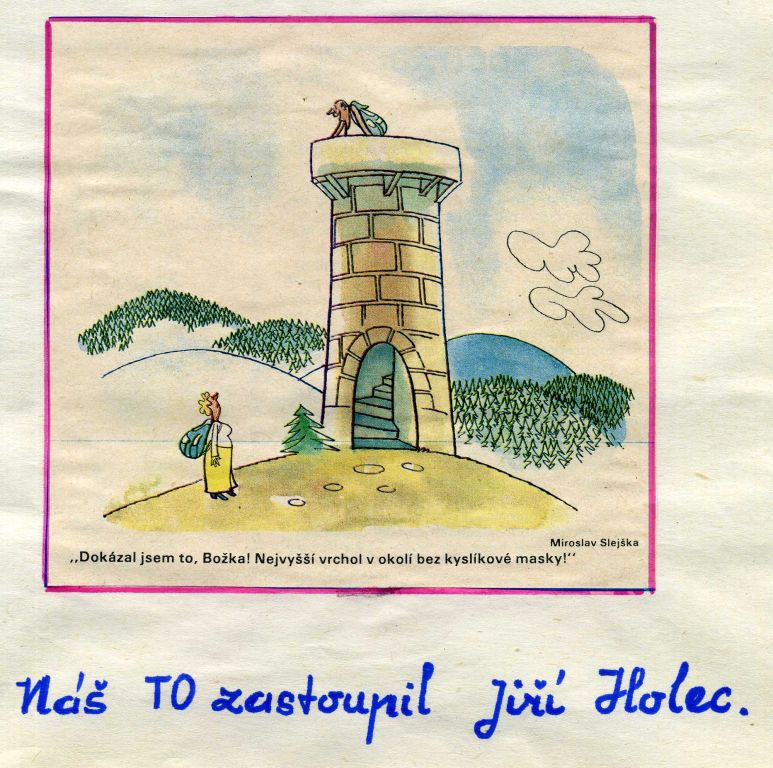 Miroslav Slejška
„Dokázal jsem to, Božka! Nejvyšší vrchol v okolí bez kyslíkové masky!“
Náš TO zastoupil Jiří Holec.